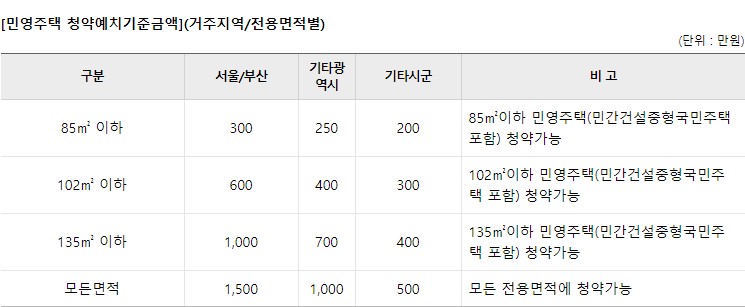 [민영주택 청약예치기준금액](거주지역/전용면적별)
(단위 : 만원)
구분 서울/부산 기타광역시 기타시군 비 고
85㎡ 이하 300 250 200 85㎡이하 민영주택(민간건설중형국민주택
포함) 청약가능
102㎡ 이하 600 400 300 102㎡이하 민영주택(민간건설중형국민주
택 포함) 청약가능
135㎡ 이하 1,000 700 400 135㎡이하 민영주택(민간건설중형국민주
택 포함) 청약가능
모든면적 1,500 1,000 500 모든 전용면적에 청약가능